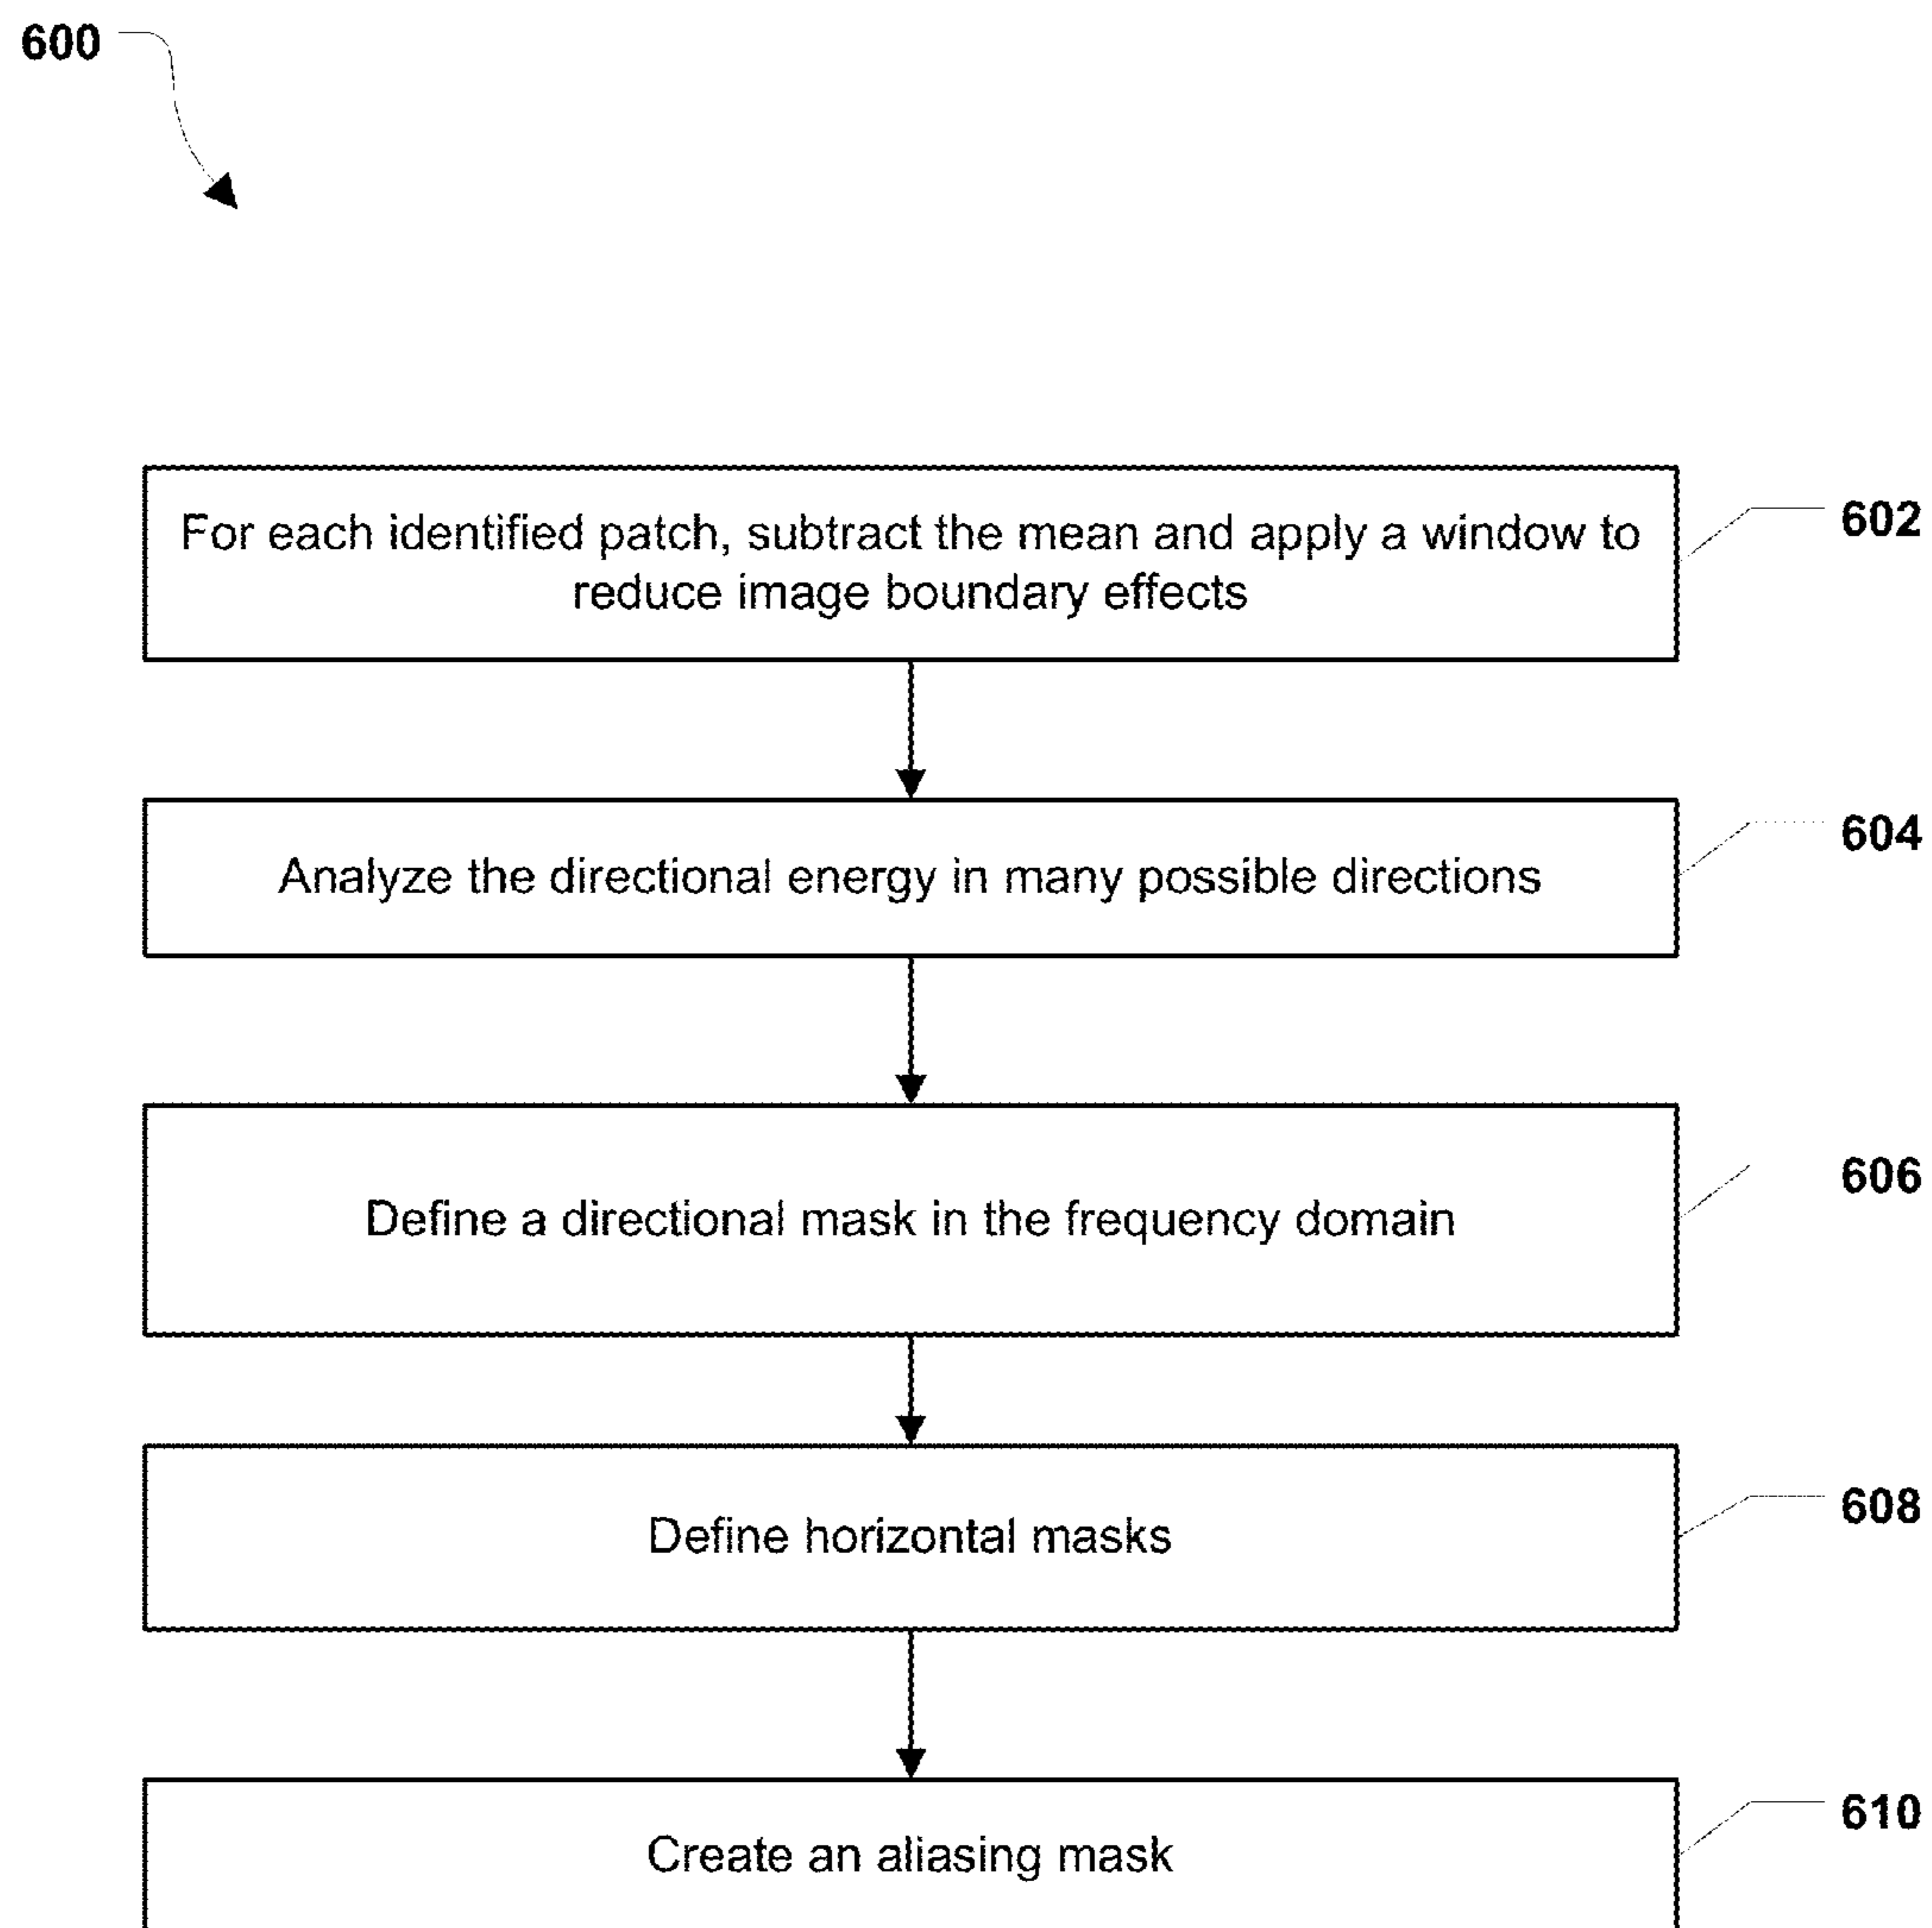 600
For each identified patch, subtract the mean and apply a window to
reduce image boundary effects
602
Analyze the directional energy in many possible directions
604
Define a directional mask in the frequency domain
606
Define horizontal masks
608
Create an aliasing mask
610